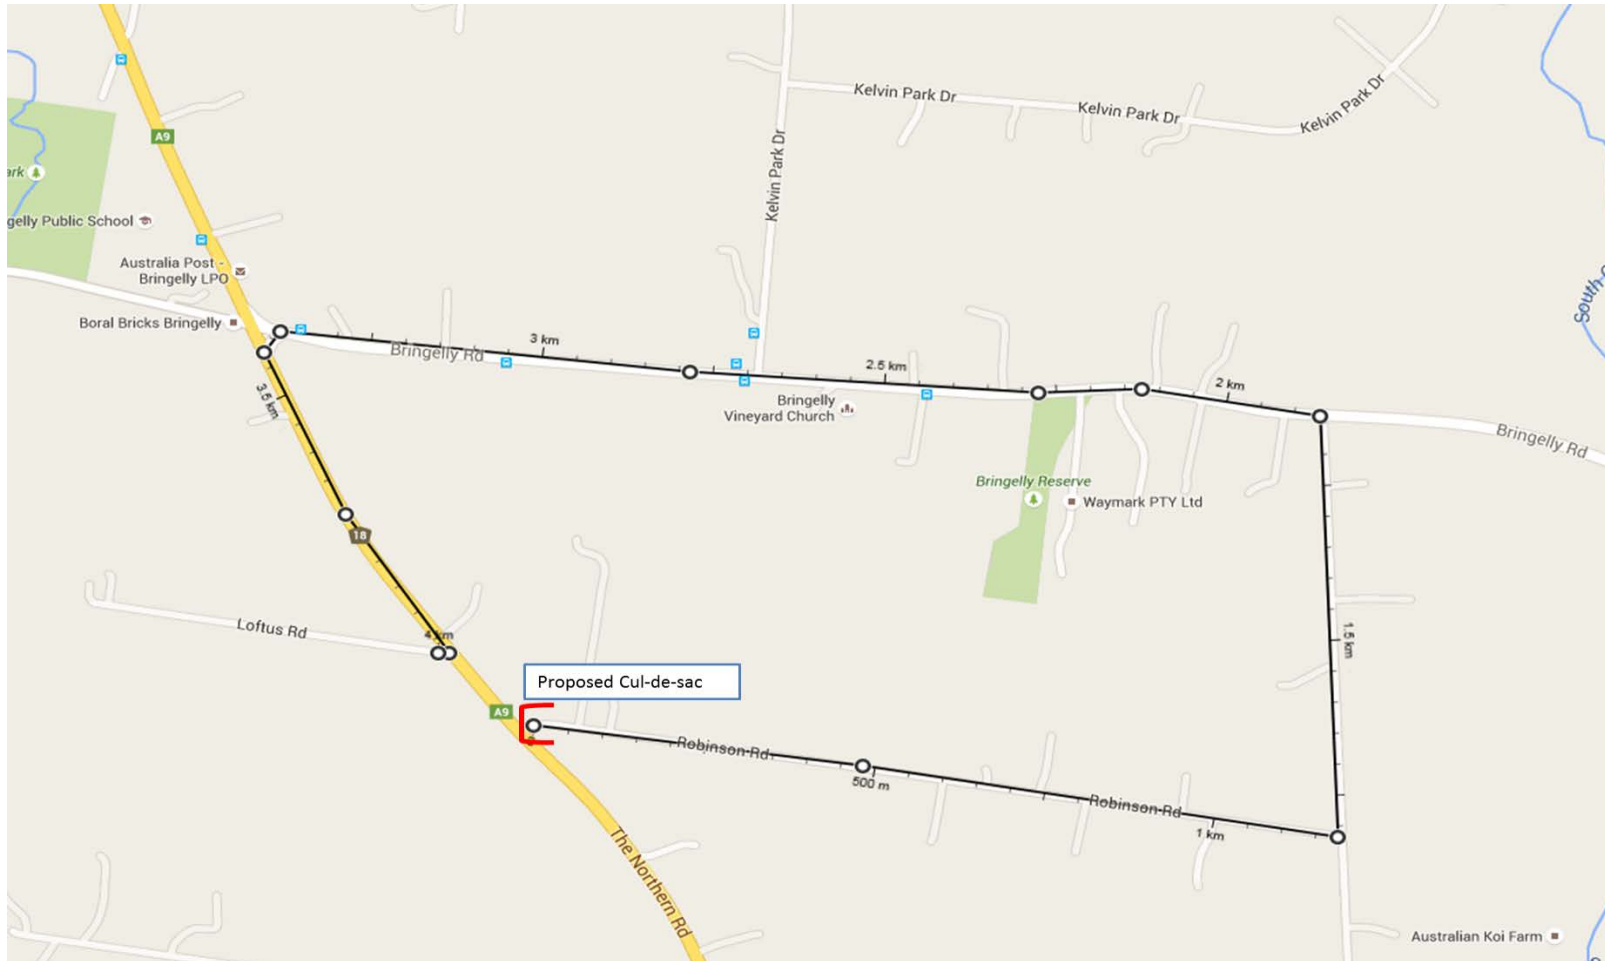 Kelvin Park Dr
Kelvin Park Dr
Kelvin Park Dr
Kelvin Park Dr
A9
ark
gelly Public School
Australia Post -
Bringelly LPO
Boral Bricks Bringelly
South C
3 km
Bringelly Rd
2.5 km
2 km
Bringelly
Vineyard Church
Bringelly Rd
3.5 km
Bringelly Reserve
Waymark PTY Ltd
18
Loftus Rd
4 km
1.5 km
Proposed Cul-de-sac
A9
Robinson Rd
500 m
Robinson Rd
1 km
The Northern Rd
Australian Koi Farm